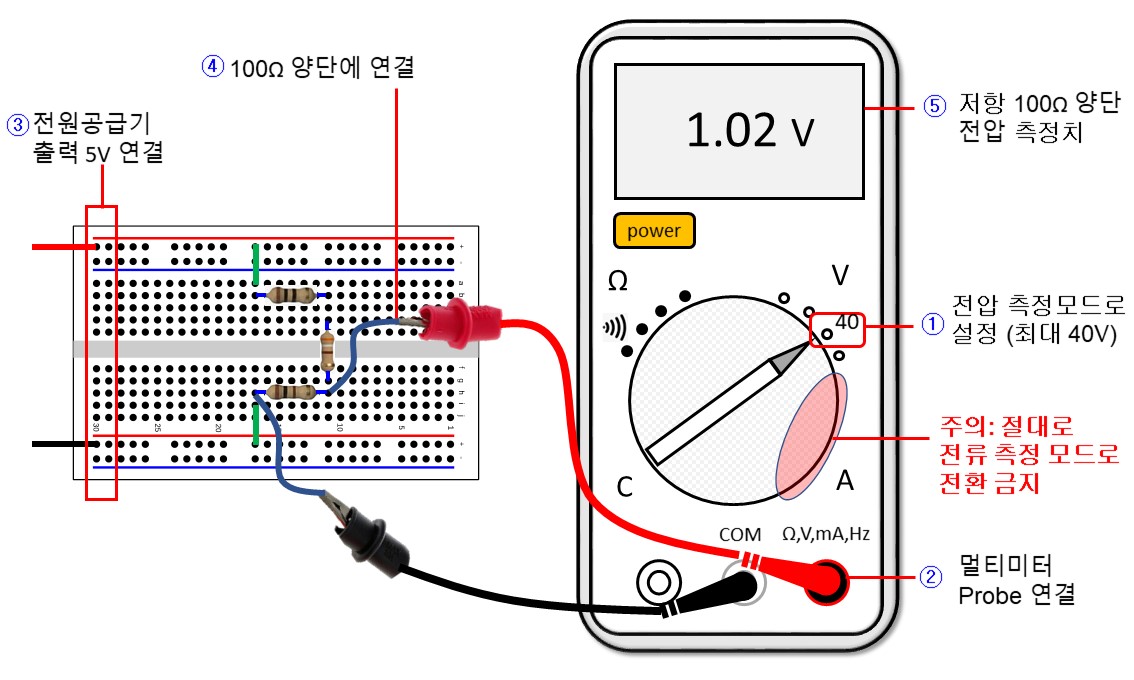 ④ 100Ω 양단에 연결
③ 전원공급기
출력 5V 연결
+
-
a
b
f
g
h
i
j
30
25
20
10
5
1
+
-
1.02 V
power
Ω
V
40
C
A
COM
Ω,V,mA,Hz
⑤ 저항 100Ω 양단
전압 측정치
① 전압 측정모드로
설정 (최대 40V)
주의: 절대로
전류 측정 모드로
전환 금지
② 멀티미터
Probe 연결